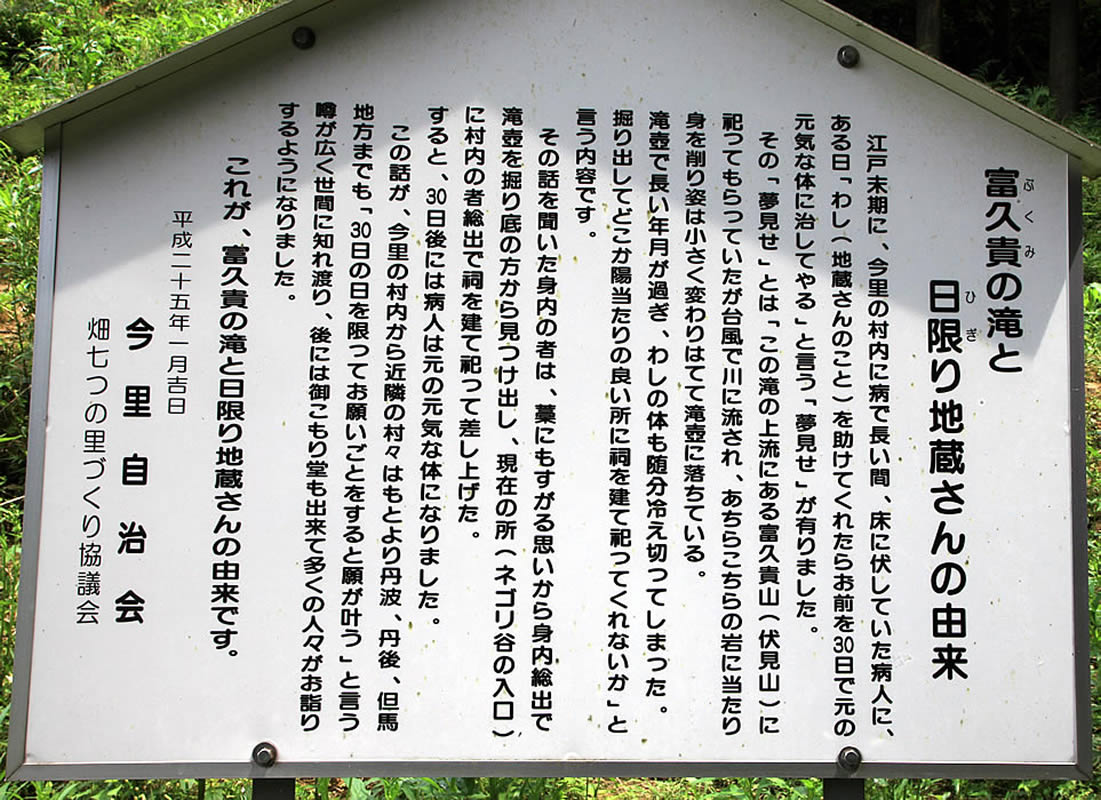 富久貴の滝と
ふくみ
日限り地蔵さんの由来
ひぎ
江戸末期に、今里の村内に病で長い間、床に伏していた病人に、
ある日「わし(地蔵さんのこと)を助けてくれたらお前を30日で元の
元気な体に治してやる」と言う「夢見せ」が有りました。
その「夢見せ」とは「この滝の上流にある富久貴山(伏見山)に
祀つてもらっていたが台風で川に流され、あちらこちらの岩に当たり
身を削り姿は小さく変わりはてて滝壺に落ちている。
滝壺で長い年月が過ぎ、わしの体も随分冷え切つてしまつた。
掘り出してどこか陽当たりの良い所に祠を建て祀つてくれないか」と
言う内容です。
その話を聞いた身内の者は、藁にもすがる思いから身内総出で
滝壺を掘り底の方から見つけ出し、現在の所(ネゴリ谷の入口)
に村内の者総出で祠を建て祀って差し上げた。
すると、30日後には病人は元の元気な体になりました。
この話が、今里の村内から近隣の村々はもとより丹波、丹後、但馬
地方までも「30日の日を限ってお願いごとをすると願が叶う」と言う
噂が広く世間に知れ渡り、後には御こもり堂も出来て多くの人々がお詣り
するようになりました。
これが、富久貴の滝と日限り地蔵さんの由来です。
平成二十五年一月吉日
今里自治会
畑七つの里づくり協議会